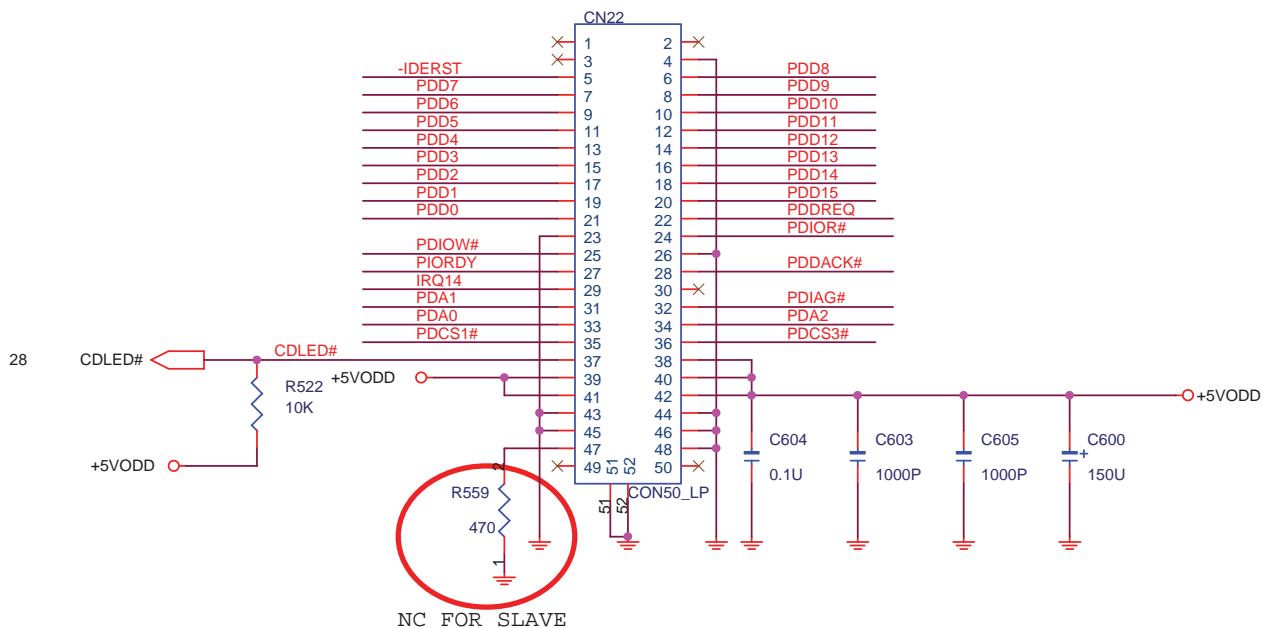 CN22
1 2
3 4
-IDERST 5 6 PDD8
PDD7 7 8 PDD9
PDD6 9 10 PDD10
PDD5 11 12 PDD11
PDD4 13 14 PDD12
PDD3 15 16 PDD13
PDD2 17 18 PDD14
PDD1 19 20 PDD15
PDD0 21 22 PDDREQ
23 24 PDIOR#
PDIOW# 25 26
PIORDY 27 28 PDDACK#
IRQ14 29 30
PDA1 31 32 PDIAG#
PDA0 33 34 PDA2
PDCS1# 35 36 PDCS3#
28 CDLED# CDLED# 37 38
+5VODD 39 40
R522
10K
41 42 +5VODD
43 44
45 46
47 48
49 50
51 52
+5VODD
C604
0.1U
C603
1000P
C605
1000P
C600
+
150U
2
R559
470
1
51 52
CON50_LP
NC FOR SLAVE